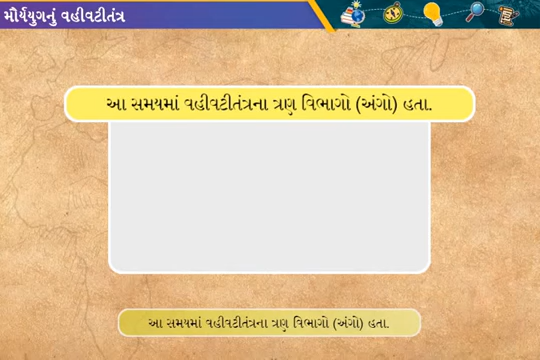 મૌર્યયુગનું વહીવટીતંત્ર
આ સમયમાં વહીવટીતંત્રના ત્રણ વિભાગો (અંગો) હતા.
આ સમયમાં વહીવટીતંત્રના ત્રણ વિભાગો (અંગો) હતા.